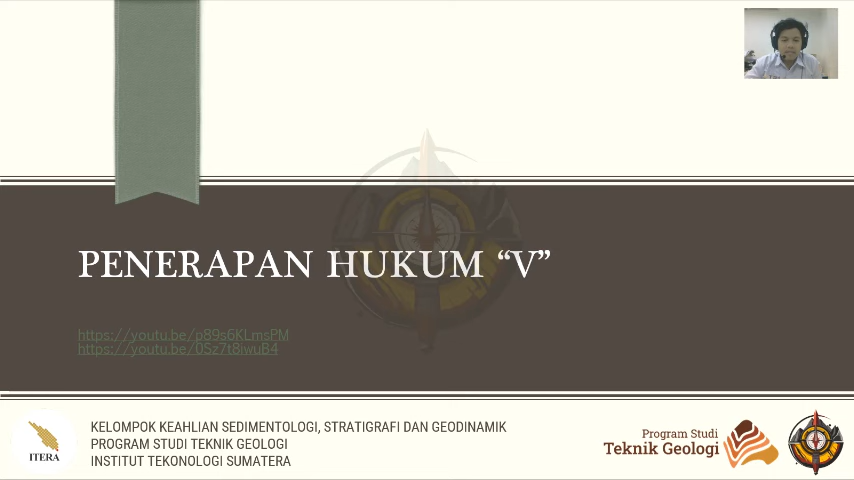 PENERAPAN HUKUM “V”
https://youtu.be/p89s6KLmsPM
https://youtu.be/0Sz7t8iwuB4
ITERA
KELOMPOK KEAHLIAN SEDIMENTOLOGI, STRATIGRAFI DAN GEODINAMIK
PROGRAM STUDI TEKNIK GEOLOGI
INSTITUT TEKONOLOGI SUMATERA
Program Studi
Teknik Geologi